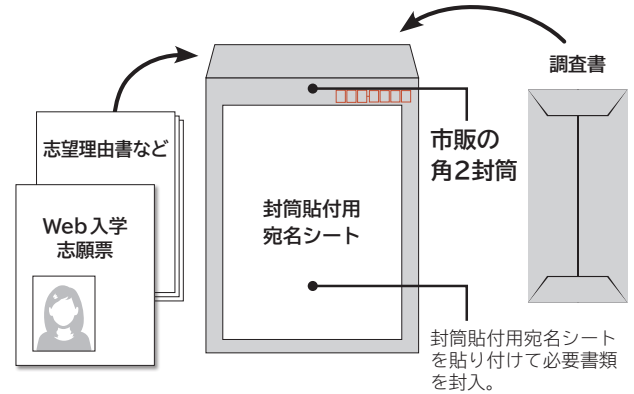 調査書
志望理由書など
Web入学
志願票
封筒貼付用
宛名シート
市販の
角2封筒
封筒貼付用宛名シート
を貼り付けて必要書類
を封入。